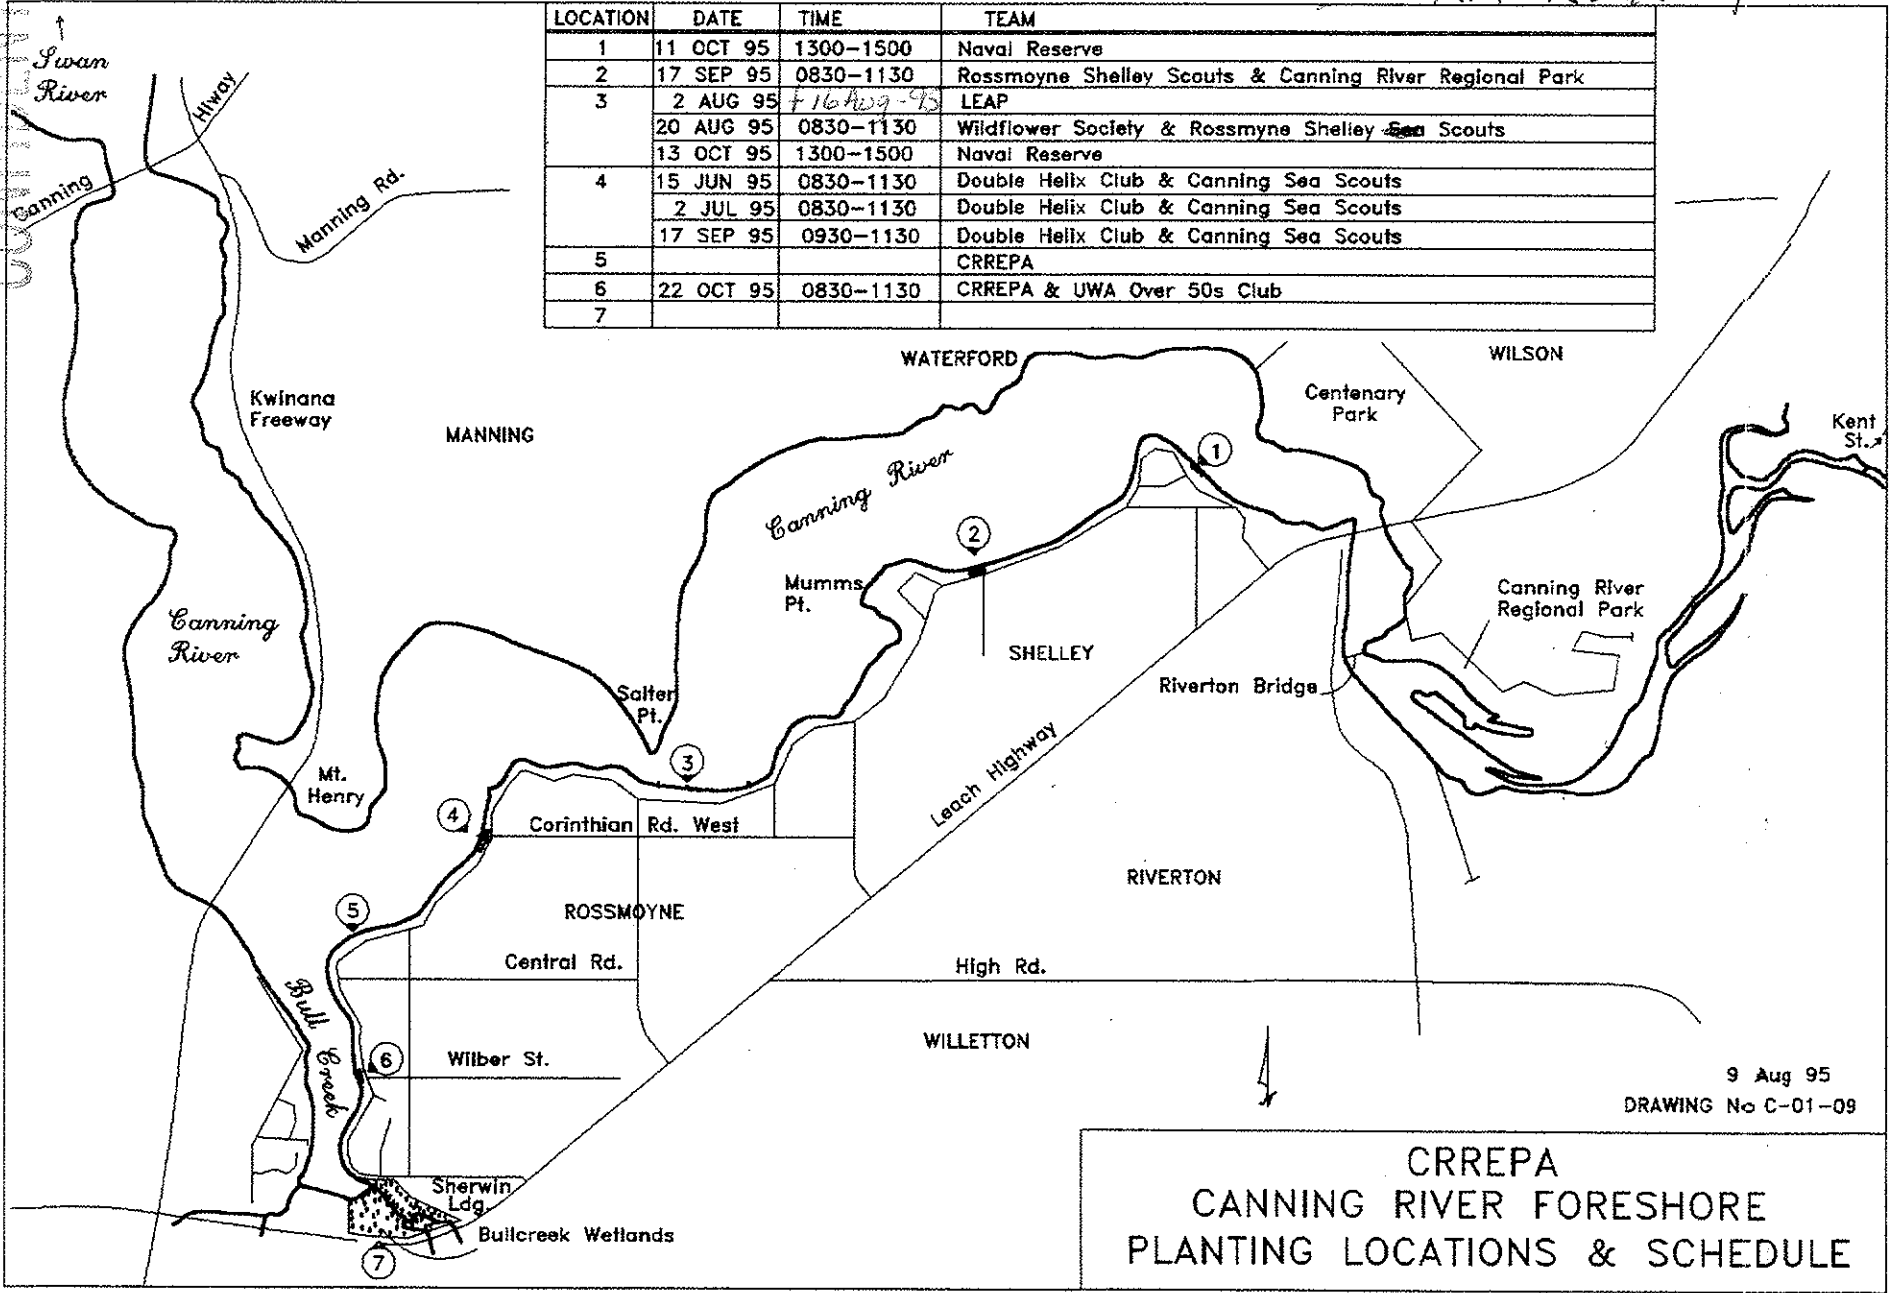 LOCATION DATE TIME TEAM
1 11 OCT 95 1300-1500 Naval Reserve
2 17 SEP 95 0830-1130 Rossmoyne Shelley Scouts & Canning River Regional Park
3 2 AUG 95 + 16 Aug-95 LEAP
20 AUG 95 0830-1130 Wildflower Society & Rossmyne Shelley Sea Scouts
13 OCT 95 1300-1500 Naval Reserve
4 15 JUN 95 0830-1130 Double Helix Club & Canning Sea Scouts
2 JUL 95 0830-1130 Double Helix Club & Canning Sea Scouts
17 SEP 95 0930-1130 Double Helix Club & Canning Sea Scouts
5 CRREPA
6 22 OCT 95 0830-1130 CRREPA & UWA Over 50s Club
7
Swan
River
Hiway
Canning
Manning Rd.
WATERFORD
WILSON
Kwinana
Freeway
Centenary
Park
MANNING
Kent
St.
1
Canning River
2
Mumms
Pt.
Canning River
Regional Park
Canning
River
SHELLEY
Riverton Bridge
Salter
Pt.
3
Leach Highway
Mt.
Henry
4
Corinthian Rd. West
RIVERTON
5
ROSSMOYNE
Central Rd.
High Rd.
Bull
Creek
WILLETTON
6
Wilber St.
9 Aug 95
DRAWING No C-01-09
Sherwin
Ldg.
Bullcreek Wetlands
7
CRREPA
CANNING RIVER FORESHORE
PLANTING LOCATIONS & SCHEDULE